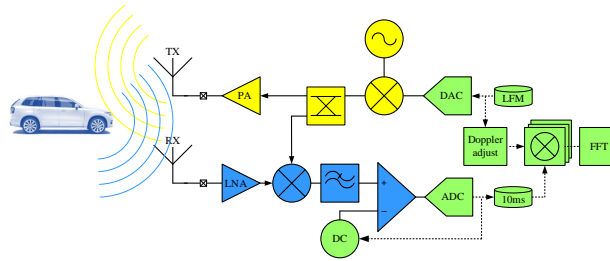 TX
PA
DAC
LFM
Doppler
adjust
FFT
RX
LNA
+
−
ADC
10ms
DC